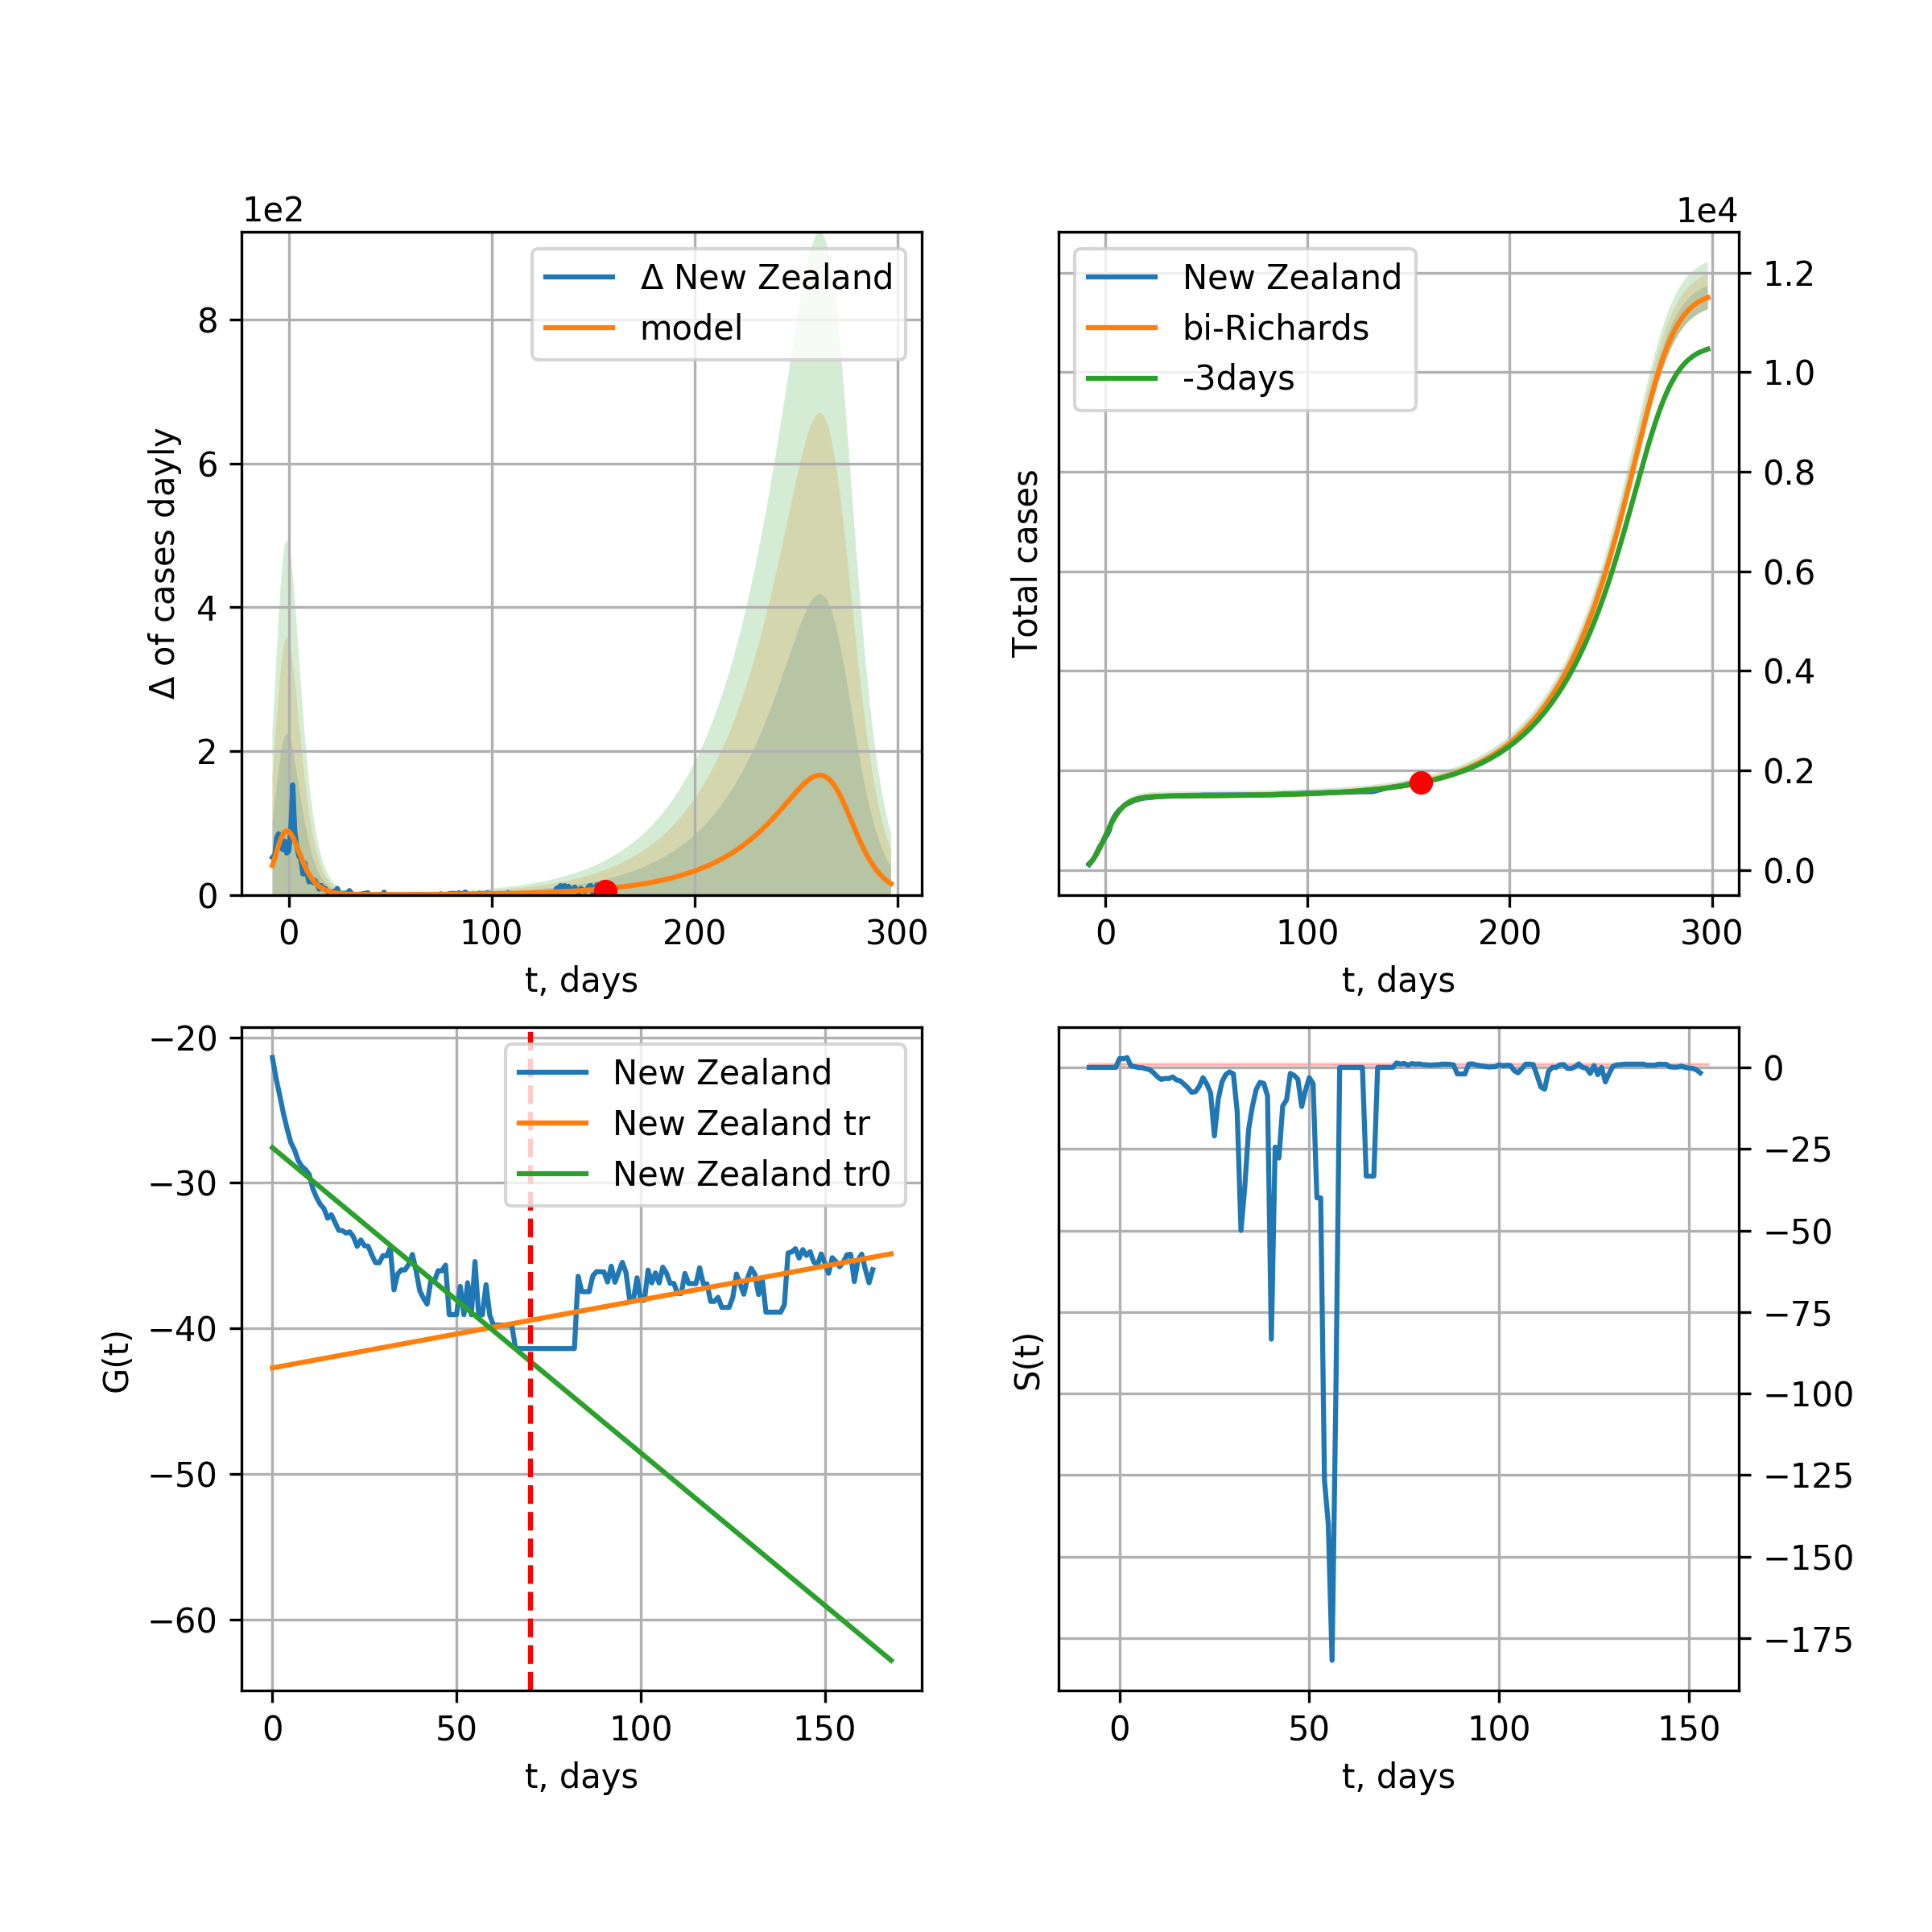 1e2
Δ New Zealand
model
8
6
4
2
0
Δ of cases dayly
0 100 200 300
t, days
1e4
New Zealand
bi-Richards
-3days
1.2
1.0
0.8
0.6
0.4
0.2
0.0
Total cases
0 100 200 300
t, days
New Zealand
New Zealand tr
New Zealand tr0
−20
−30
−40
−50
−60
G(t)
0 50 100 150
t, days
0
−25
−50
−75
−100
−125
−150
−175
S(t)
0 50 100 150
t, days